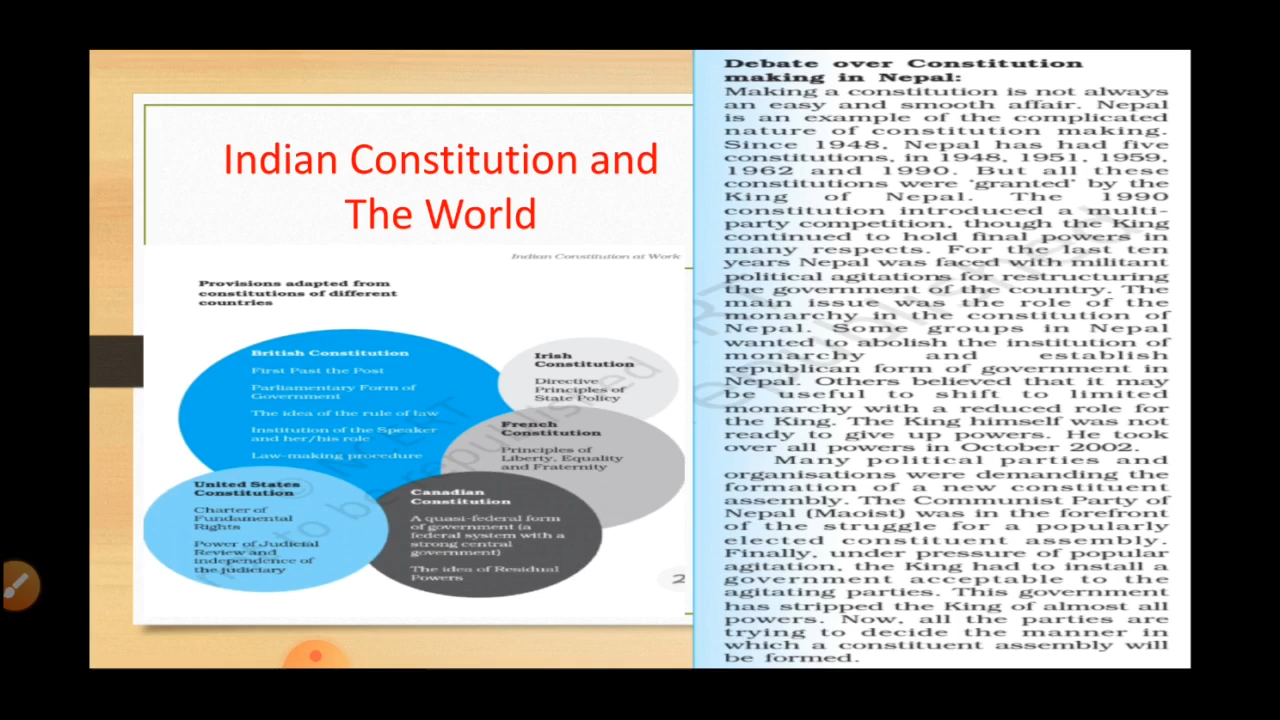 Indian Constitution and
The World
Indian Constitution at Work
Provisions adapted from
constitutions of different
countries
British Constitution
First Past the Post
Parliamentary Form of
Government
The idea of the rule of law
Institution of the Speaker
and her/his role
Law-making procedure
Irish
Constitution
Directive
Principles of
State Policy
French
Constitution
Principles of
Liberty, Equality
and Fraternity
United States
Constitution
Charter of
Fundamental
Rights
Power of Judicial
Review and
independence of
the judiciary
Canadian
Constitution
A quasi-federal form
of government (a
federal system with a
strong central
government)
The idea of Residual
Powers
2
Debate over Constitution
making in Nepal:
Making a constitution is not always
an easy and smooth affair. Nepal
is an example of the complicated
nature of constitution making.
Since 1948, Nepal has had five
constitutions, in 1948, 1951, 1959,
1962 and 1990. But all these
constitutions were 'granted' by the
King of Nepal. The 1990
constitution introduced a multi-
party competition, though the King
continued to hold final powers in
many respects. For the last ten
years Nepal was faced with militant
political agitations for restructuring
the government of the country. The
main issue was the role of the
monarchy in the constitution of
Nepal. Some groups in Nepal
wanted to abolish the institution of
monarchy and establish
republican form of government in
Nepal. Others believed that it may
be useful to shift to limited
monarchy with a reduced role for
the King. The King himself was not
ready to give up powers. He took
over all powers in October 2002.
Many political parties and
organisations were demanding the
formation of a new constituent
assembly. The Communist Party of
Nepal (Maoist) was in the forefront
of the struggle for a popularly
elected constituent assembly.
Finally, under pressure of popular
agitation, the King had to install a
government acceptable to the
agitating parties. This government
has stripped the King of almost all
powers. Now, all the parties are
trying to decide the manner in
which a constituent assembly will
be formed.